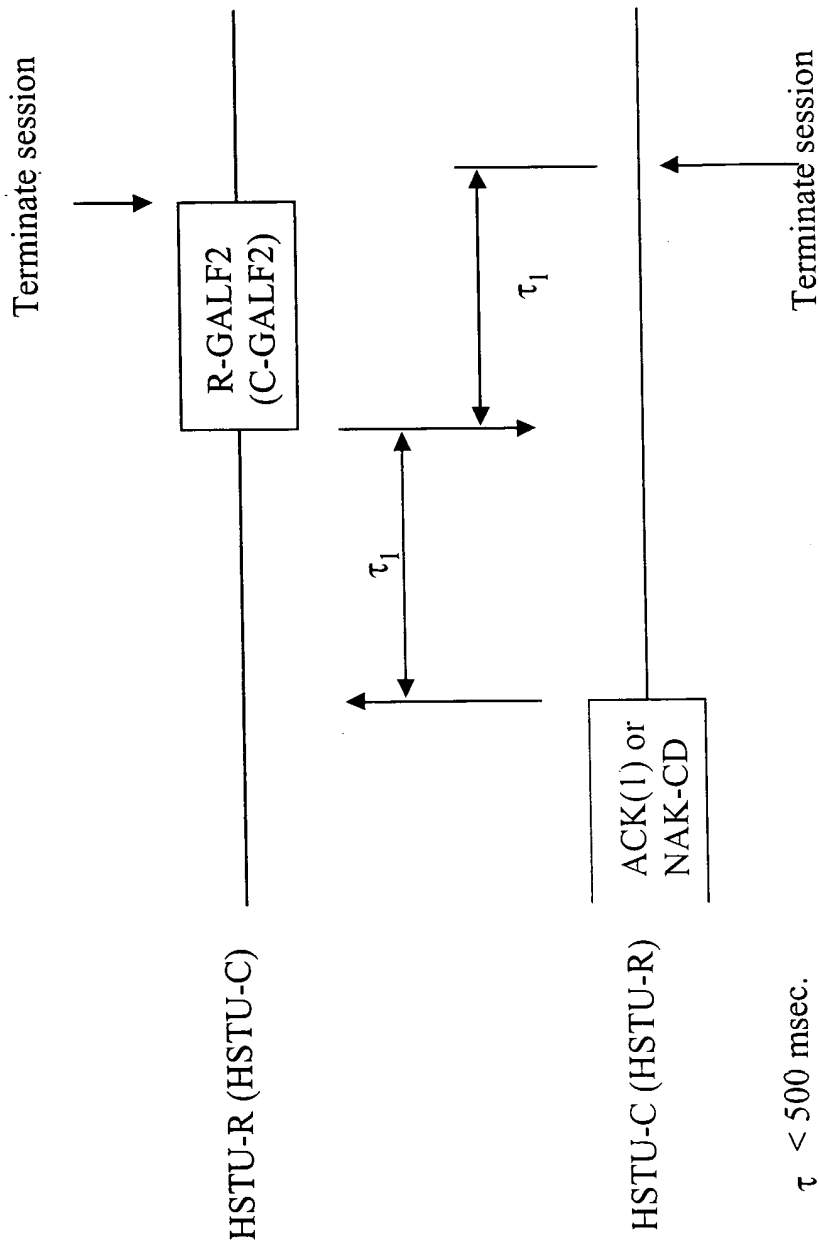 Terminate session
HSTU-R (HSTU-C)
R-GALF2
(C-GALF2)
τ1
τ1
HSTU-C (HSTU-R)
ACK(1) or
NAK-CD
Terminate session
τ < 500 msec.